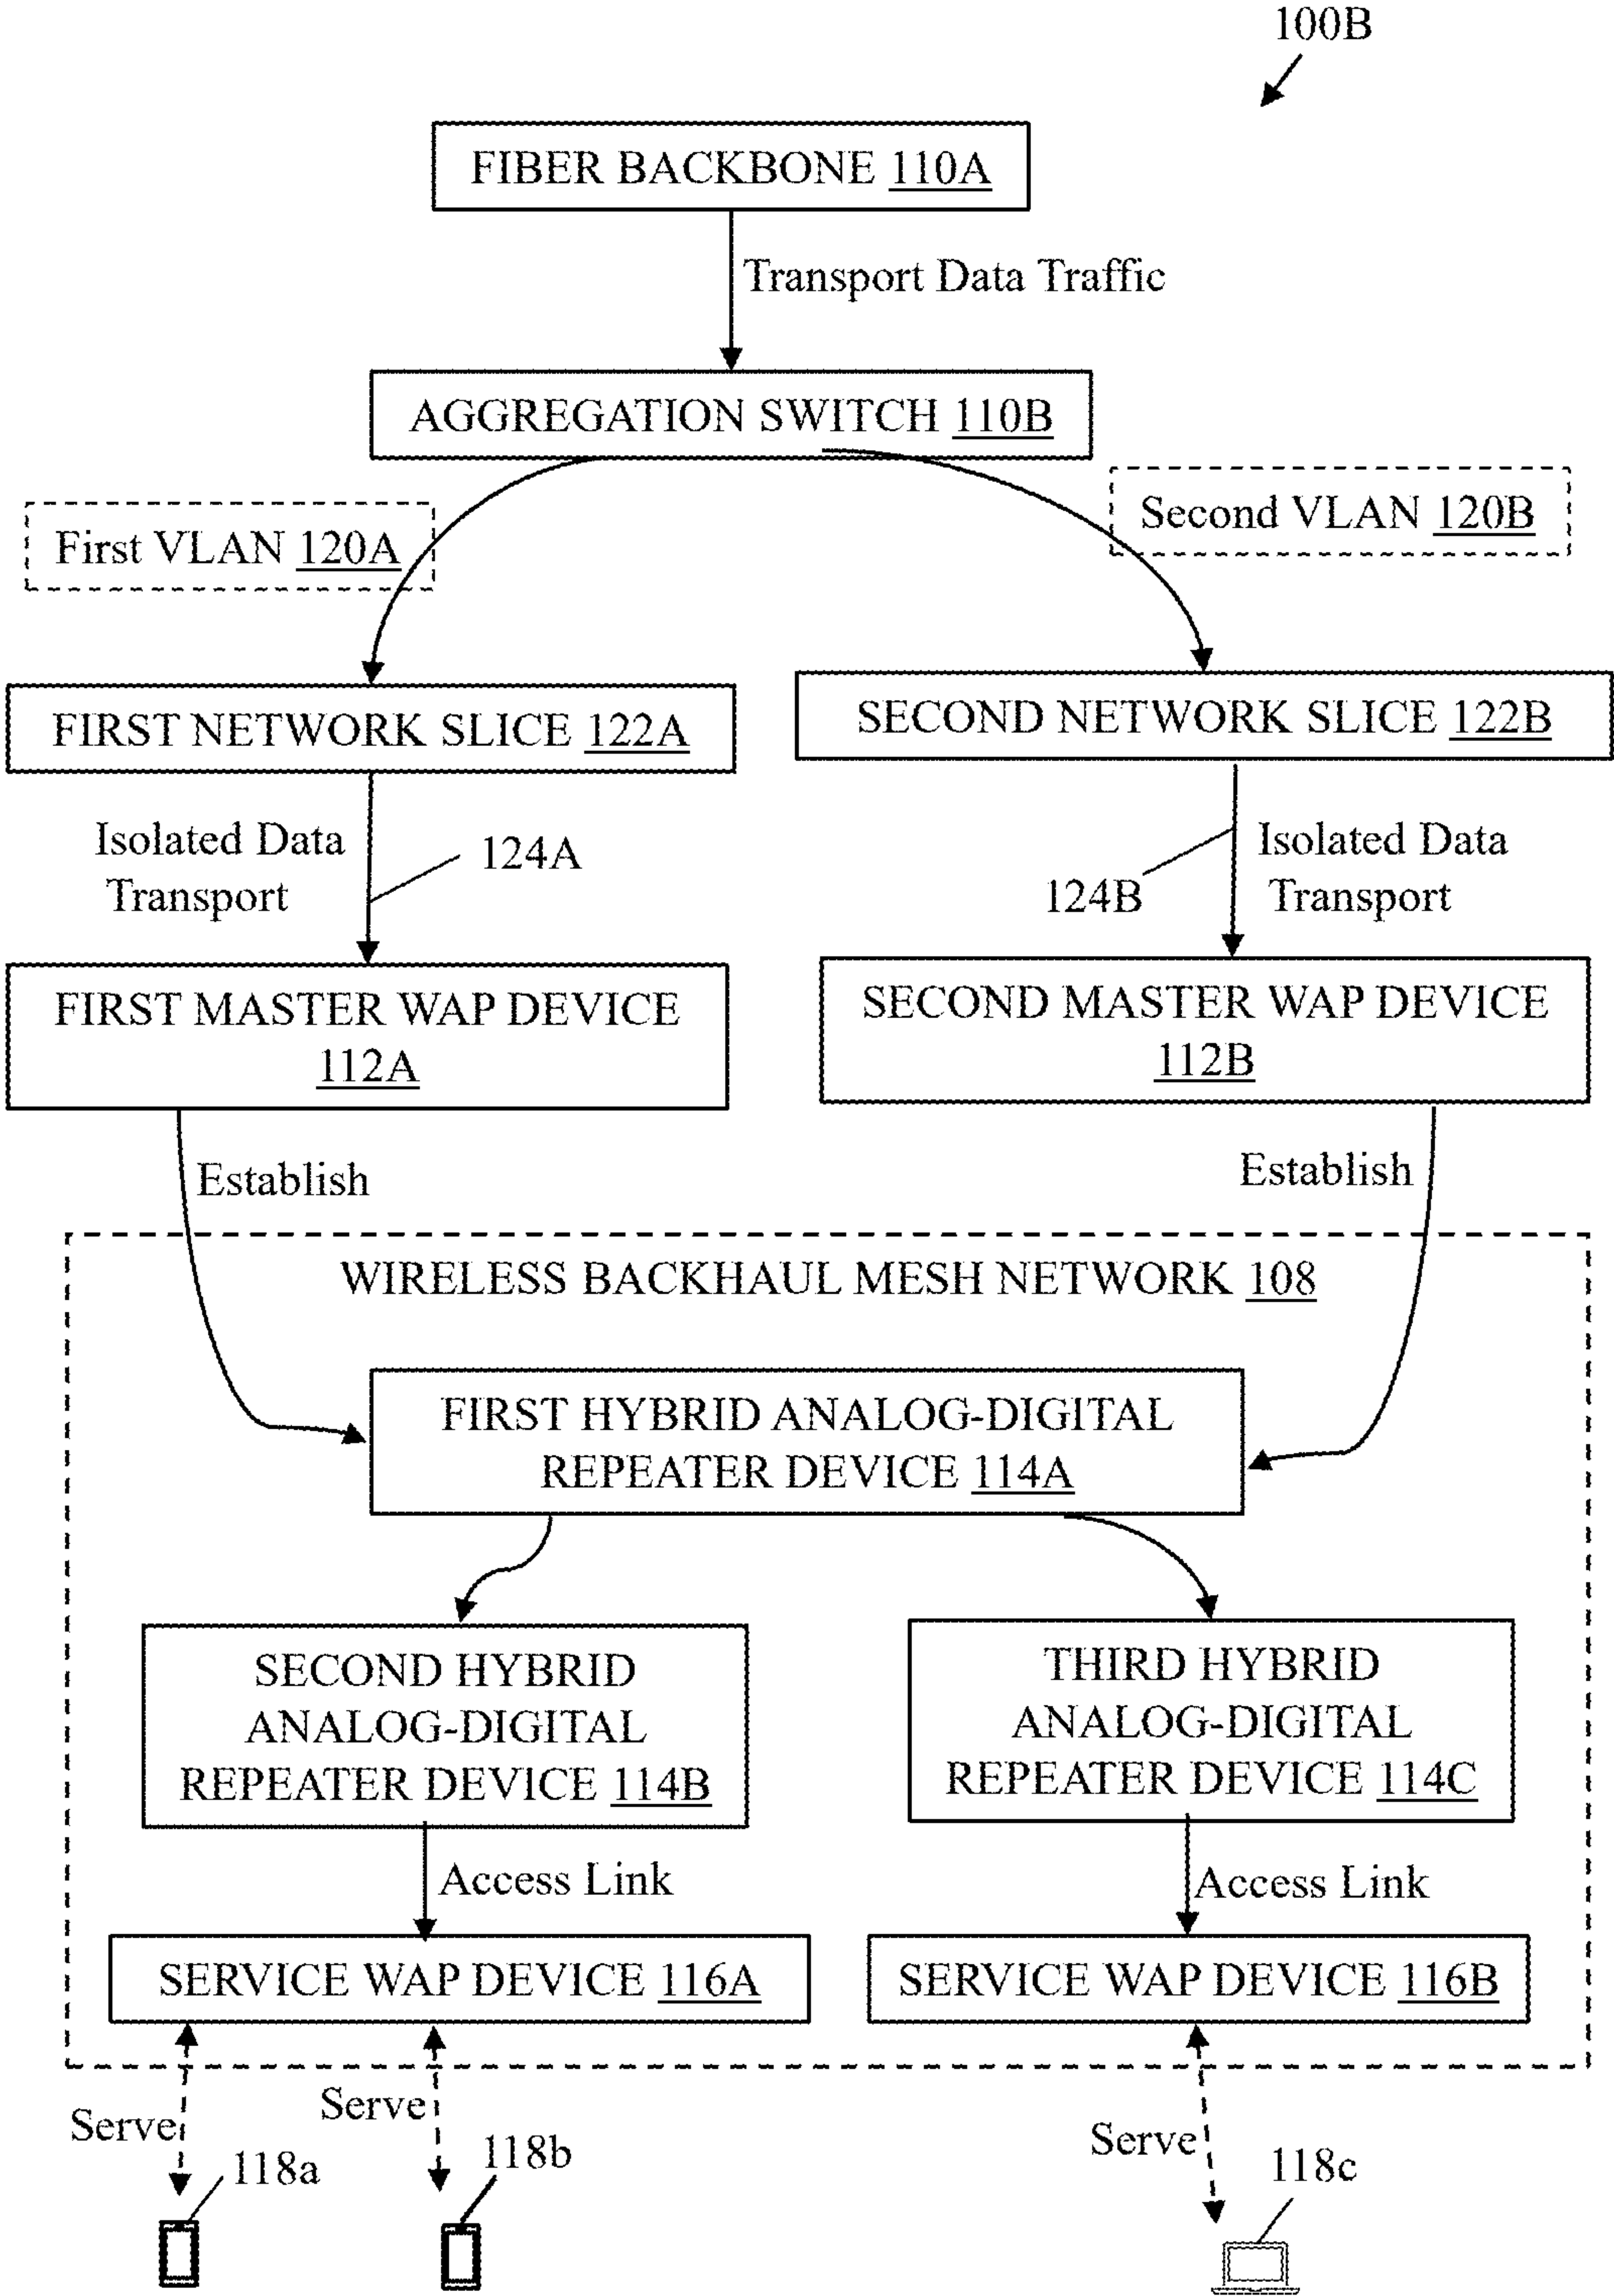 100B
FIBER BACKBONE 110A
Transport Data Traffic
AGGREGATION SWITCH 110B
First VLAN 120A
Second VLAN 120B
FIRST NETWORK SLICE 122A
SECOND NETWORK SLICE 122B
Isolated Data
Transport
124A
124B
Isolated Data
Transport
FIRST MASTER WAP DEVICE
112A
SECOND MASTER WAP DEVICE
112B
Establish
Establish
WIRELESS BACKHAUL MESH NETWORK 108
FIRST HYBRID ANALOG-DIGITAL
REPEATER DEVICE 114A
SECOND HYBRID
ANALOG-DIGITAL
REPEATER DEVICE 114B
THIRD HYBRID
ANALOG-DIGITAL
REPEATER DEVICE 114C
Access Link
Access Link
SERVICE WAP DEVICE 116A
SERVICE WAP DEVICE 116B
Serve
Serve
Serve
118a
118b
118c